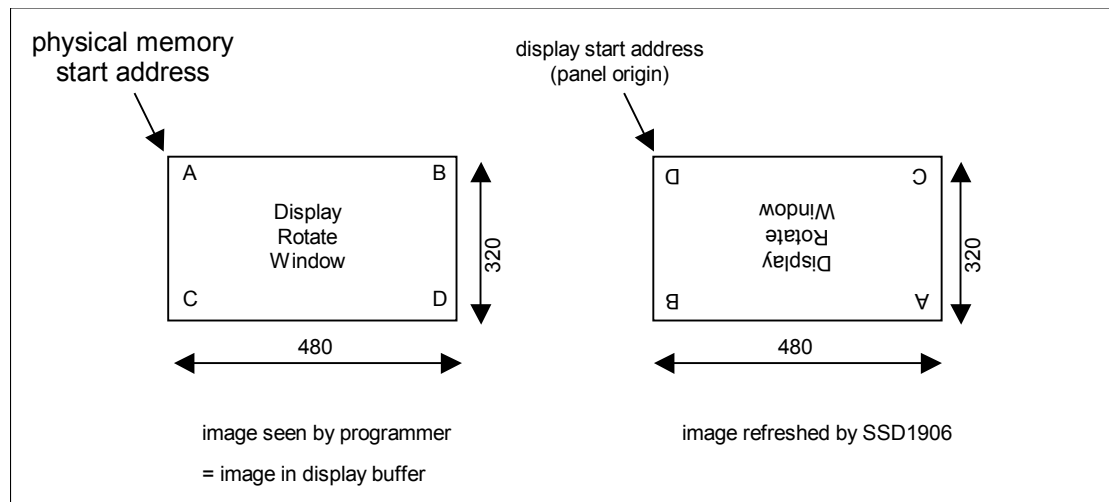 physical memory
start address
A
B
Display
Rotate
Window
C
D
320
480
image seen by programmer
= image in display buffer
display start address
(panel origin)
D
C
Window
Rotate
Display
B
A
320
480
image refreshed by SSD1906